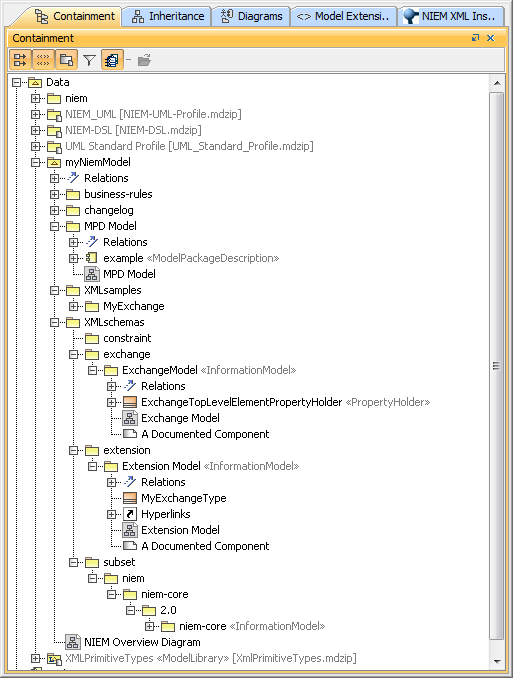 Containment Inheritance Diagrams <> Model Extensi.. NIEM XML Ins...
Containment
Data
niem
NIEM_UML [NIEM-UML-Profile.mdzip]
NIEM-DSL [NIEM-DSL.mdzip]
UML Standard Profile [UML_Standard_Profile.mdzip]
myNiemModel
Relations
business-rules
changelog
MPD Model
Relations
example «ModelPackageDescription»
MPD Model
XMLsamples
MyExchange
XMLschemas
constraint
exchange
ExchangeModel «InformationModel»
Relations
ExchangeTopLevelElementPropertyHolder «PropertyHolder»
Exchange Model
A Documented Component
extension
Extension Model «InformationModel»
Relations
MyExchangeType
Hyperlinks
Extension Model
A Documented Component
subset
niem
niem-core
2.0
niem-core «InformationModel»
NIEM Overview Diagram
XMLPrimitiveTypes «ModelLibrary» [XmlPrimitiveTypes.mdzip]